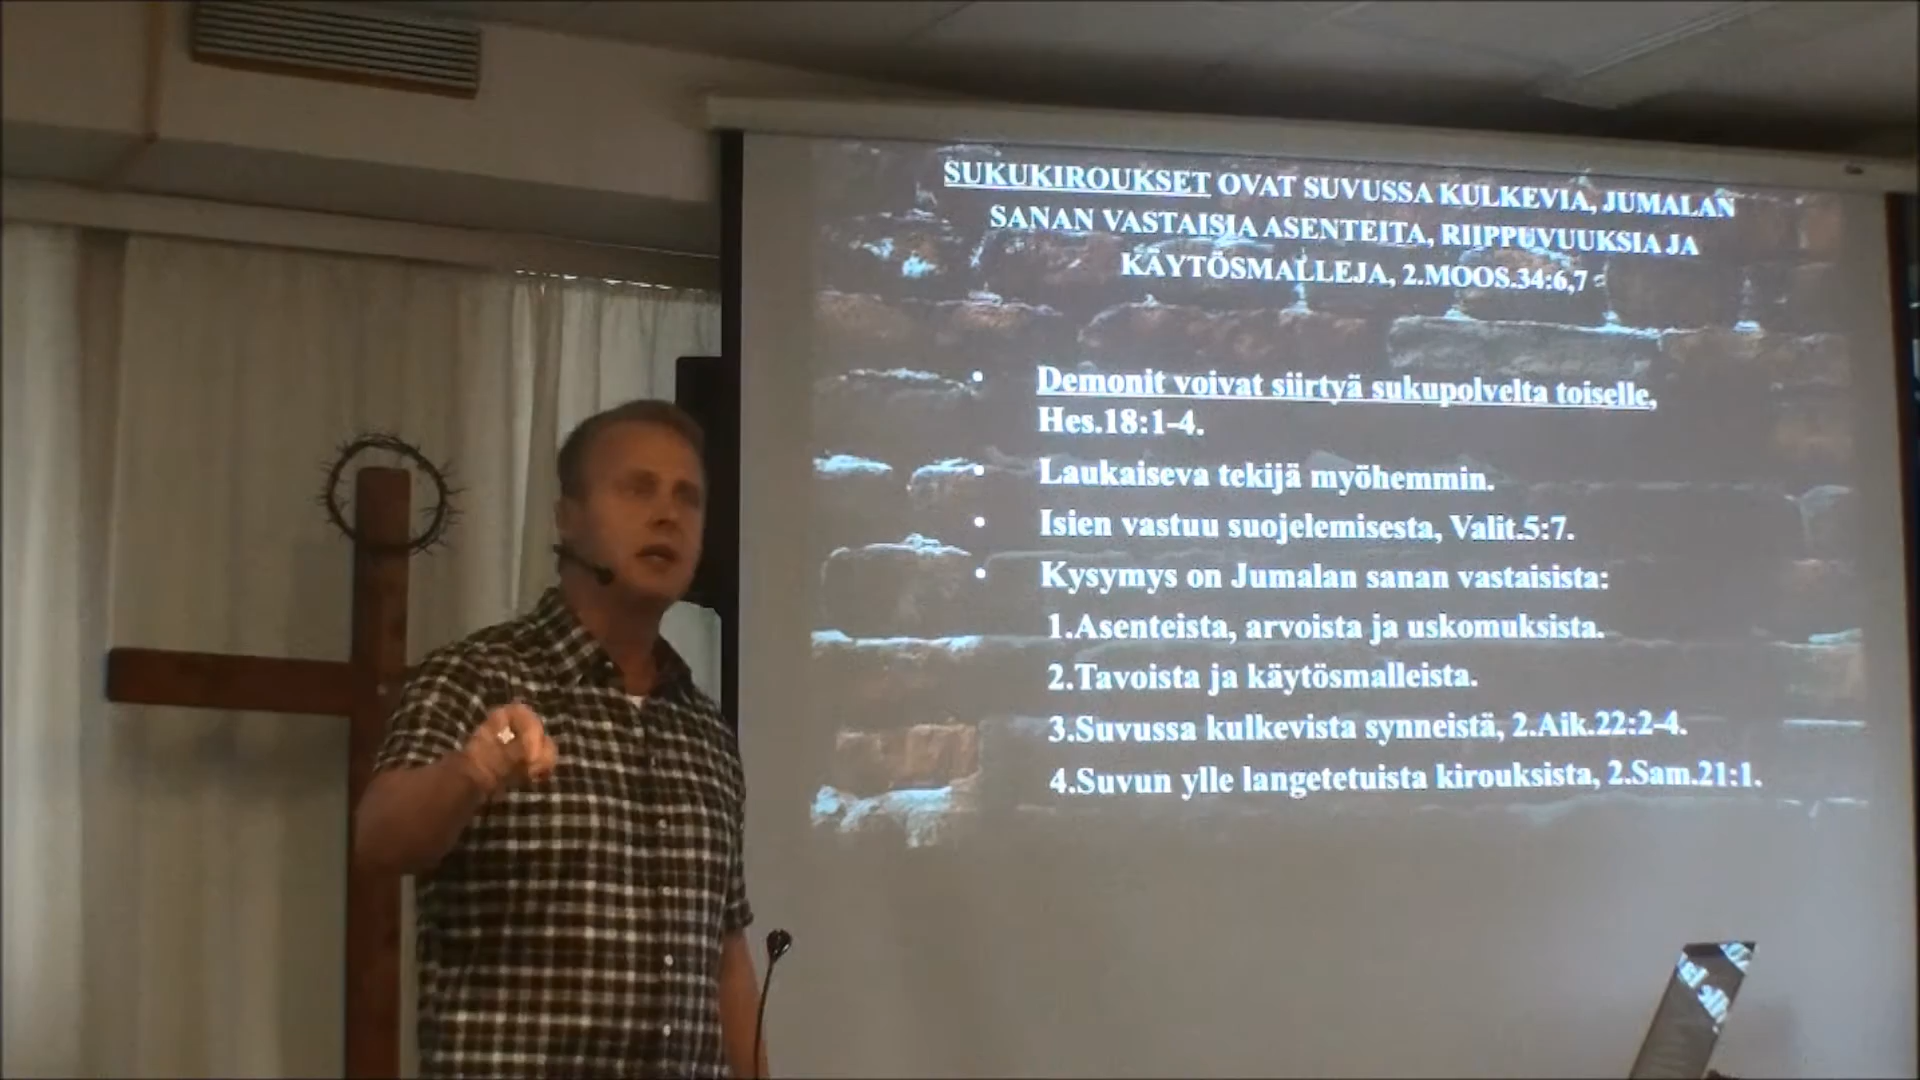 SUKUKIROUKSET OVAT SUVUSSA KULKEVIA, JUMALAN
SANAN VASTAISIA ASENTEITA, RIIPPUVUUKSIA JA
KÄYTÖSMALLEJA, 2.MOOS.34:6,7
• Demonit voivat siirtyä sukupolvelta toiselle,
Hes.18:1-4.
• Laukaiseva tekijä myöhemmin.
• Isien vastuu suojelemisesta, Valit.5:7.
• Kysymys on Jumalan sanan vastaisista:
1.Asenteista, arvoista ja uskomuksista.
2.Tavoista ja käytösmalleista.
3.Suvussa kulkevista synneistä, 2.Aik.22:2-4.
4.Suvun ylle langetetuista kirouksista, 2.Sam.21:1.